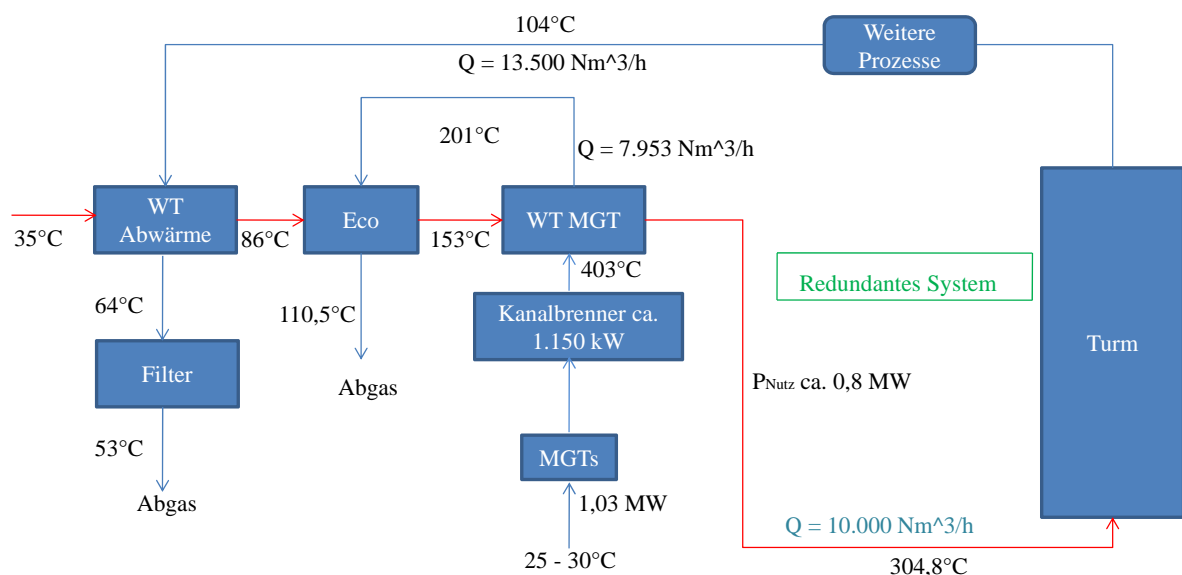 104°C
Weitere
Prozesse
Q = 13.500 Nm^3/h
201°C
Q = 7.953 Nm^3/h
WT
Abwärme
Eco
WT MGT
35°C
86°C
153°C
403°C
Redundantes System
64°C
110,5°C
Kanalbrenner ca.
1.150 kW
Turm
Filter
Abgas
PNutz ca. 0,8 MW
53°C
MGTs
Abgas
1,03 MW
Q = 10.000 Nm^3/h
25 - 30°C
304,8°C